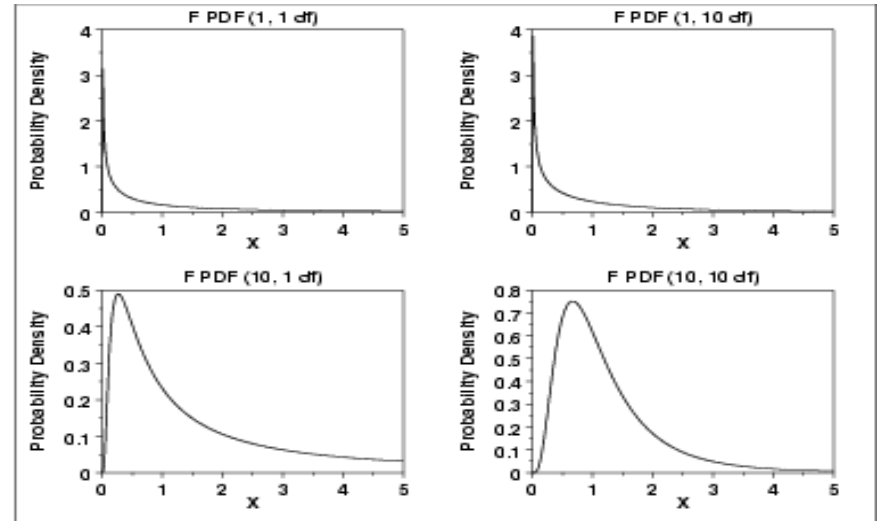 F PDF (1, 1 df)
Probability Density
4
3
2
1
0
0 1 2 3 4 5
X
F PDF (1, 10 df)
Probability Density
4
3
2
1
0
0 1 2 3 4 5
X
F PDF (10, 1 df)
Probability Density
0.5
0.4
0.3
0.2
0.1
0
0 1 2 3 4 5
X
F PDF (10, 10 df)
Probability Density
0.8
0.7
0.6
0.5
0.4
0.3
0.2
0.1
0
0 1 2 3 4 5
X